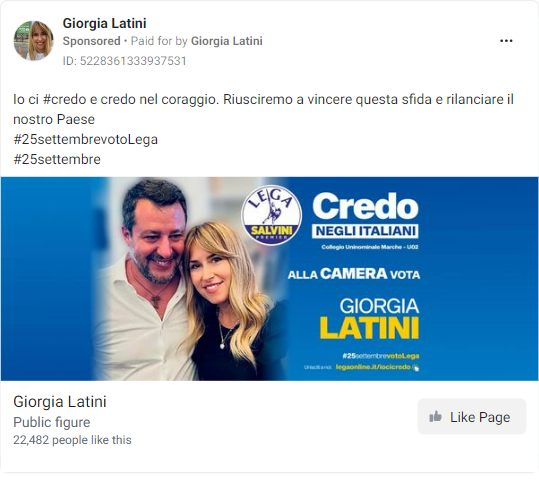 Giorgia Latini
Sponsored • Paid for by Giorgia Latini
ID: 5228361333937531
Io ci #credo e credo nel coraggio. Riusciremo a vincere questa sfida e rilanciare il
nostro Paese
#25settembrevotoLega
#25settembre
LEGA
SALVINI
PREMIER
Credo
NEGLI ITALIANI
Collegio Uninominale Marche - U02
ALLA CAMERA VOTA
GIORGIA
LATINI
#25settembrevotoLega
legaonline.it/iocicredo
Giorgia Latini
Public figure
22,482 people like this
Like Page